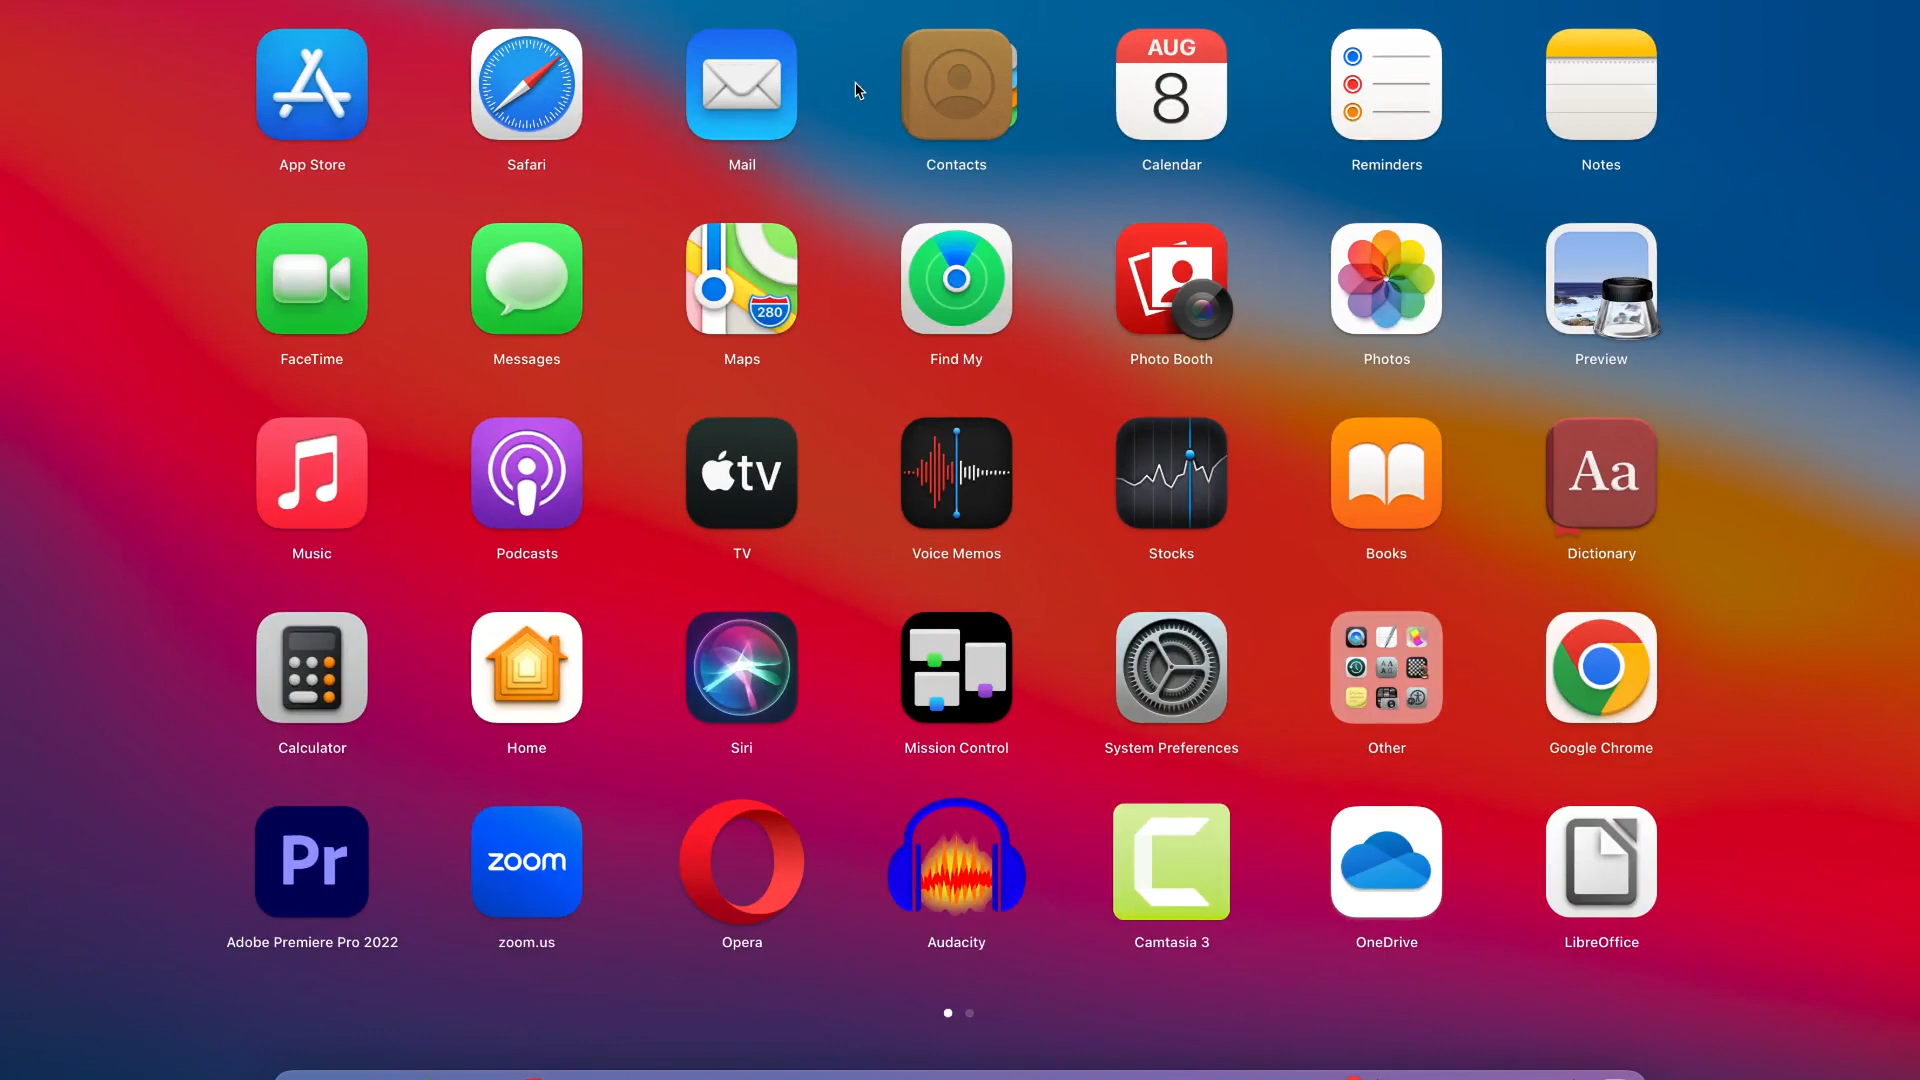 AUG
8
App Store
Safari
Mail
Contacts
Calendar
Reminders
Notes
280
FaceTime
Messages
Maps
Find My
Photo Booth
Photos
Preview
tv
Aa
Music
Podcasts
TV
Voice Memos
Stocks
Books
Dictionary
Calculator
Home
Siri
Mission Control
System Preferences
Other
Google Chrome
Pr
zoom
Adobe Premiere Pro 2022
zoom.us
Opera
Audacity
Camtasia 3
OneDrive
LibreOffice